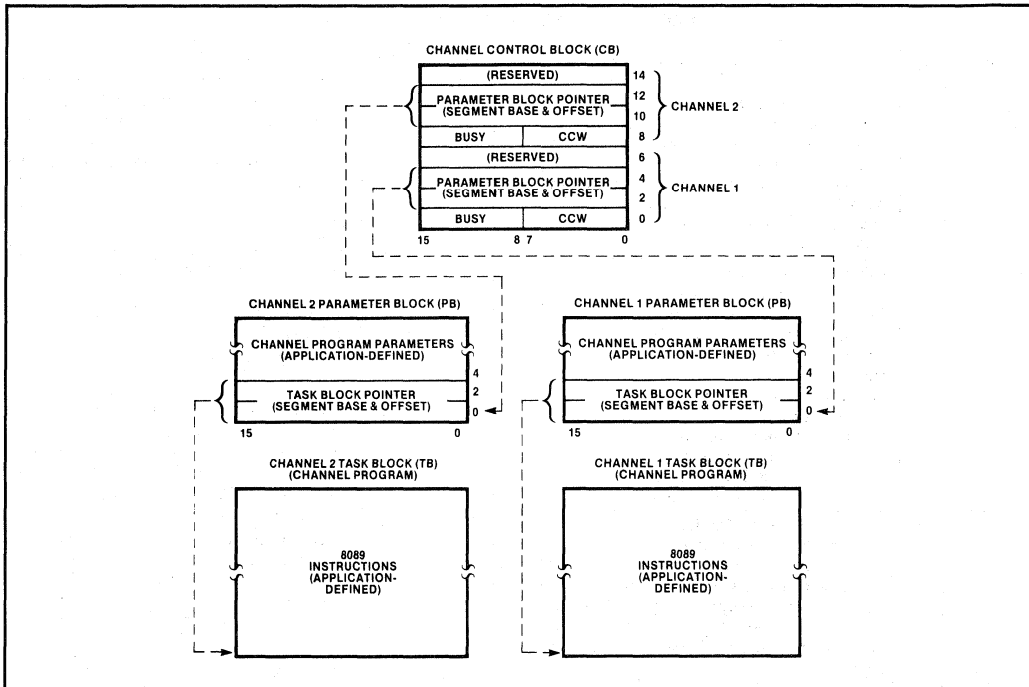 CHANNEL CONTROL BLOCK (CB)
(RESERVED) 14
PARAMETER BLOCK POINTER 12
(SEGMENT BASE & OFFSET) 10
CHANNEL 2
BUSY CCW 8
(RESERVED) 6
PARAMETER BLOCK POINTER 4
(SEGMENT BASE & OFFSET) 2
CHANNEL 1
BUSY CCW 0
15 8 7 0
CHANNEL 2 PARAMETER BLOCK (PB)
CHANNEL PROGRAM PARAMETERS
(APPLICATION-DEFINED)
4
TASK BLOCK POINTER 2
(SEGMENT BASE & OFFSET) 0
15 0
CHANNEL 1 PARAMETER BLOCK (PB)
CHANNEL PROGRAM PARAMETERS
(APPLICATION-DEFINED)
4
TASK BLOCK POINTER 2
(SEGMENT BASE & OFFSET) 0
15 0
CHANNEL 2 TASK BLOCK (TB)
(CHANNEL PROGRAM)
8089
INSTRUCTIONS
(APPLICATION-
DEFINED)
CHANNEL 1 TASK BLOCK (TB)
(CHANNEL PROGRAM)
8089
INSTRUCTIONS
(APPLICATION-
DEFINED)